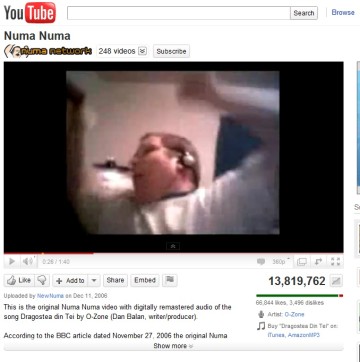 YouTube Search Browse
Numa Numa
numa network 248 videos Subscribe
0:28 / 1:40 360p
Like + Add to Share Embed 13,819,762
Uploaded by NewNuma on Dec 11, 2006
66,844 likes, 3,496 dislikes
This is the original Numa Numa video with digitally remastered audio of the
song Dragostea din Tei by O-Zone (Dan Balan, writer/producer).
Artist: O-Zone
Buy "Dragostea Din Tei" on:
iTunes, AmazonMP3
According to the BBC article dated November 27, 2006 the original Numa
Show more